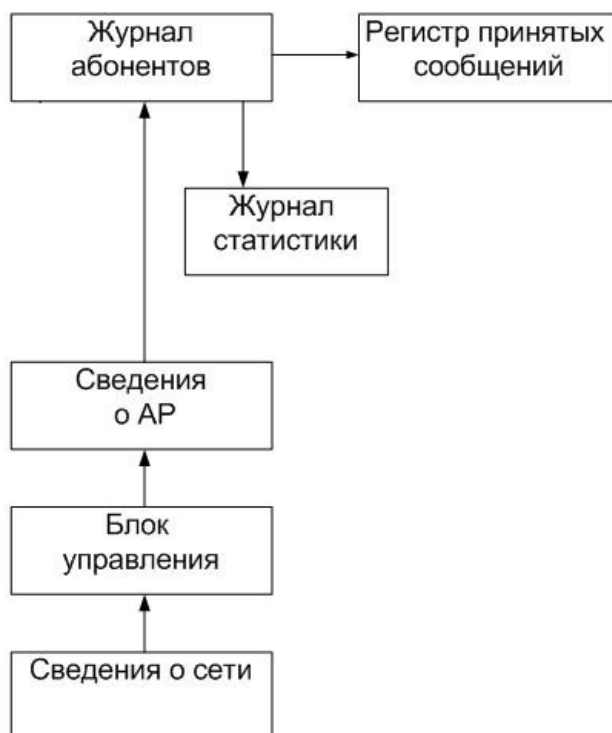 Журнал
абонентов
Регистр принятых
сообщений
Журнал
статистики
Сведения
о АР
Блок
управления
Сведения о сети